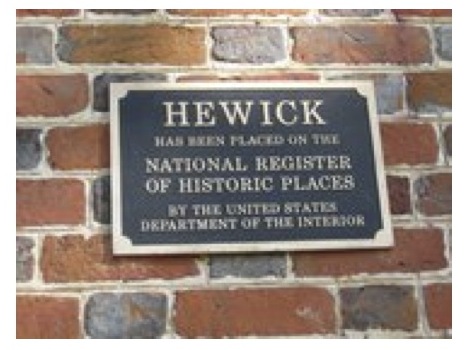 HEWICK
HAS BEEN PLACED ON THE
NATIONAL REGISTER
OF HISTORIC PLACES
BY THE UNITED STATES
DEPARTMENT OF THE INTERIOR